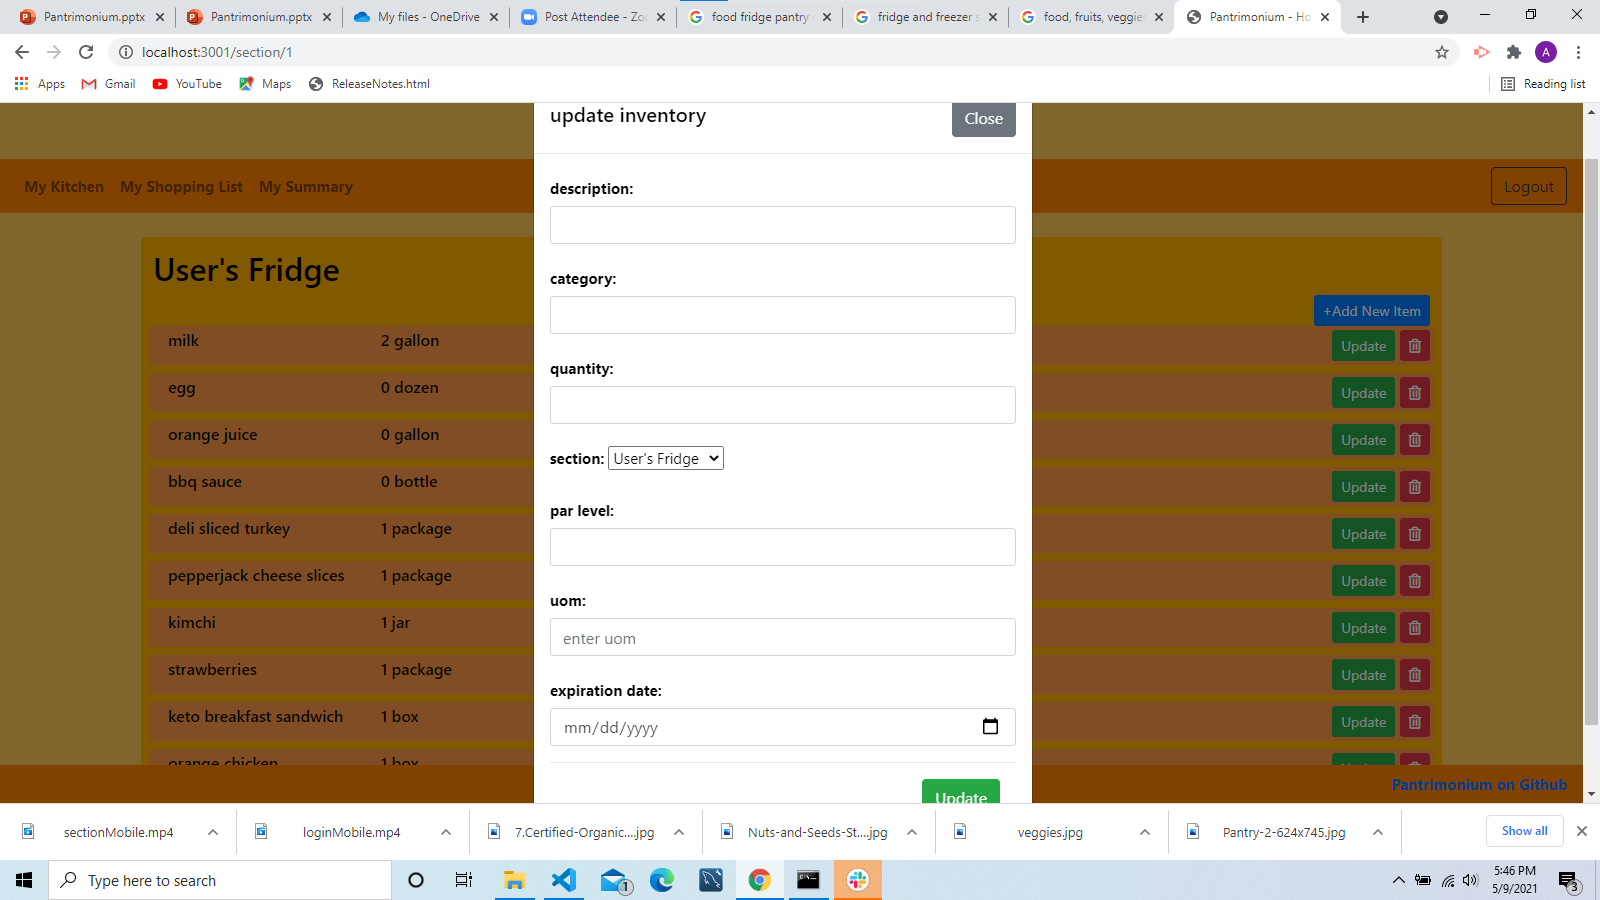 Pantrimonium.pptx
Pantrimonium.pptx
My files - OneDrive
Post Attendee - Zoo
food fridge pantry
fridge and freezer s
food, fruits, veggies
Pantrimonium - Ho
localhost:3001/section/1
A
Apps
Gmail
YouTube
Maps
ReleaseNotes.html
Reading list
update inventory
Close
My Kitchen
My Shopping List
My Summary
Logout
User's Fridge
+Add New Item
milk 2 gallon Update
egg 0 dozen Update
orange juice 0 gallon Update
bbq sauce 0 bottle Update
deli sliced turkey 1 package Update
pepperjack cheese slices 1 package Update
kimchi 1 jar Update
strawberries 1 package Update
keto breakfast sandwich 1 box Update
orange chicken 1 box Update
description:
category:
quantity:
section: User's Fridge
par level:
uom:
enter uom
expiration date:
mm/dd/yyyy
Update
Pantrimonium on Github
sectionMobile.mp4
loginMobile.mp4
7.Certified-Organic....jpg
Nuts-and-Seeds-St....jpg
veggies.jpg
Pantry-2-624x745.jpg
Show all
Type here to search
1
5:46 PM
5/9/2021
3